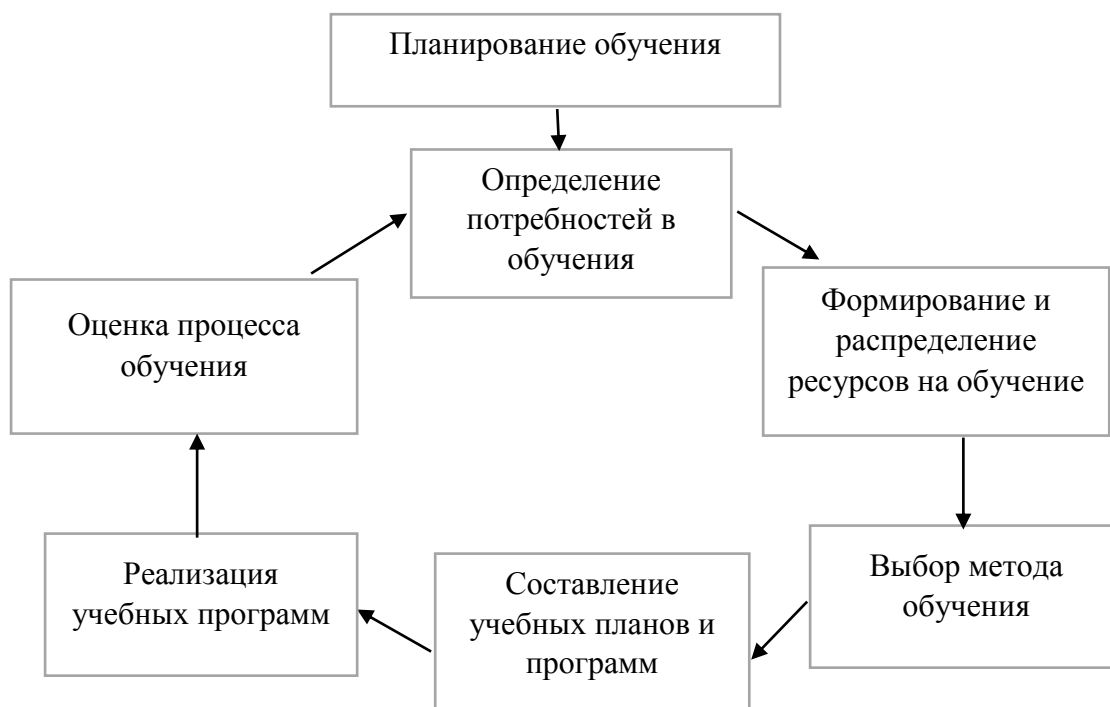 Планирование обучения
Определение
потребностей в
обучения
Формирование и
распределение
ресурсов на обучение
Выбор метода
обучения
Составление
учебных планов и
программ
Реализация
учебных программ
Оценка процесса
обучения